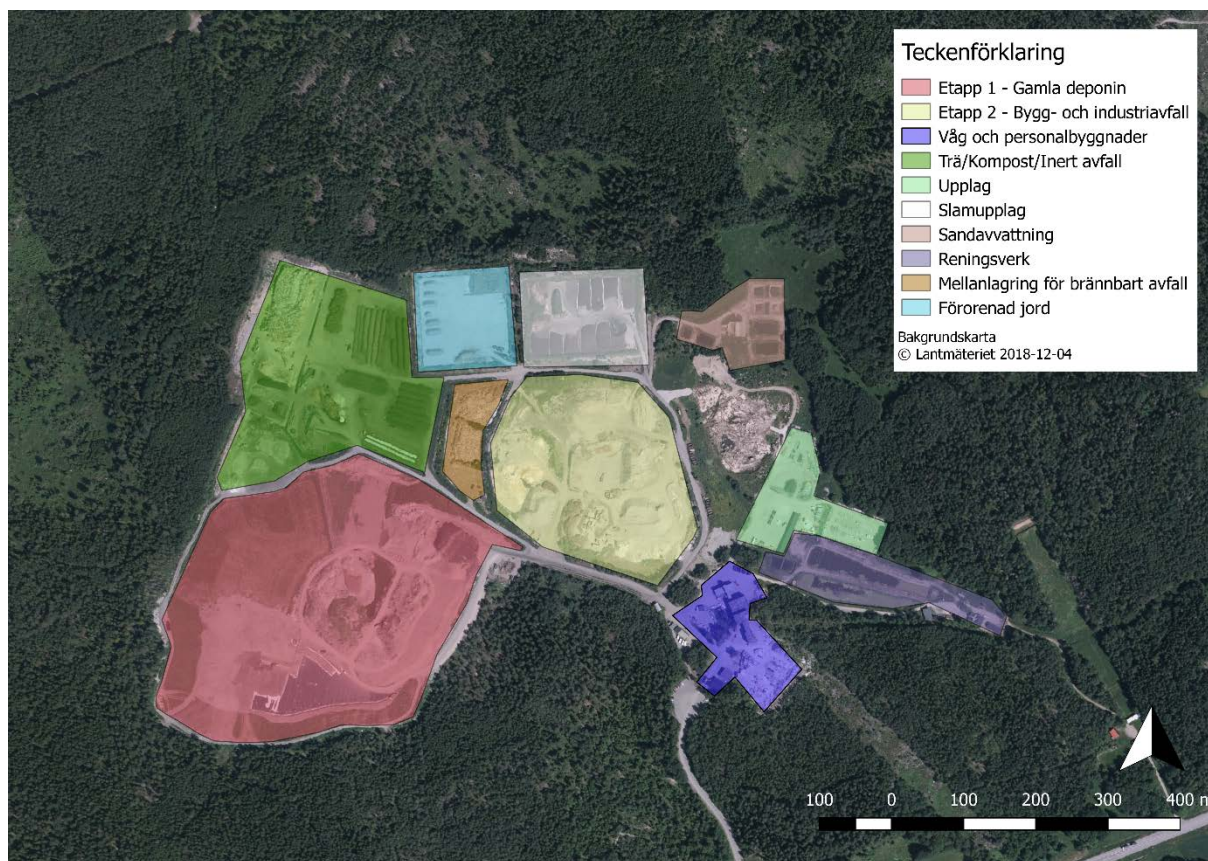 Teckenförklaring
Etapp 1 - Gamla deponin
Etapp 2 - Bygg- och industriavfall
Våg och personalbyggnader
Trä/Kompost/Inert avfall
Upplag
Slamupplag
Sandavvattning
Reningsverk
Mellanlagring för brännbart avfall
Förorenad jord
Bakgrundskarta
© Lantmäteriet 2018-12-04
100 0 100 200 300 400 m